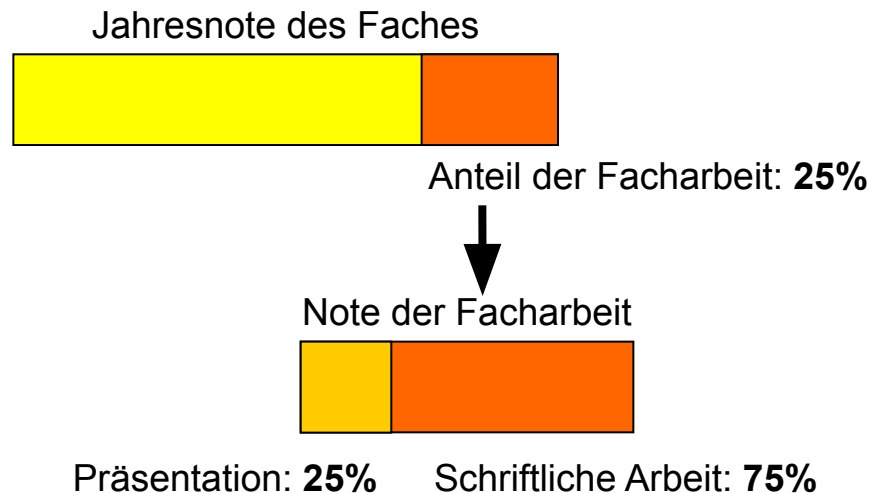 Jahresnote des Faches
Anteil der Facharbeit: 25%
Note der Facharbeit
Präsentation: 25% Schriftliche Arbeit: 75%